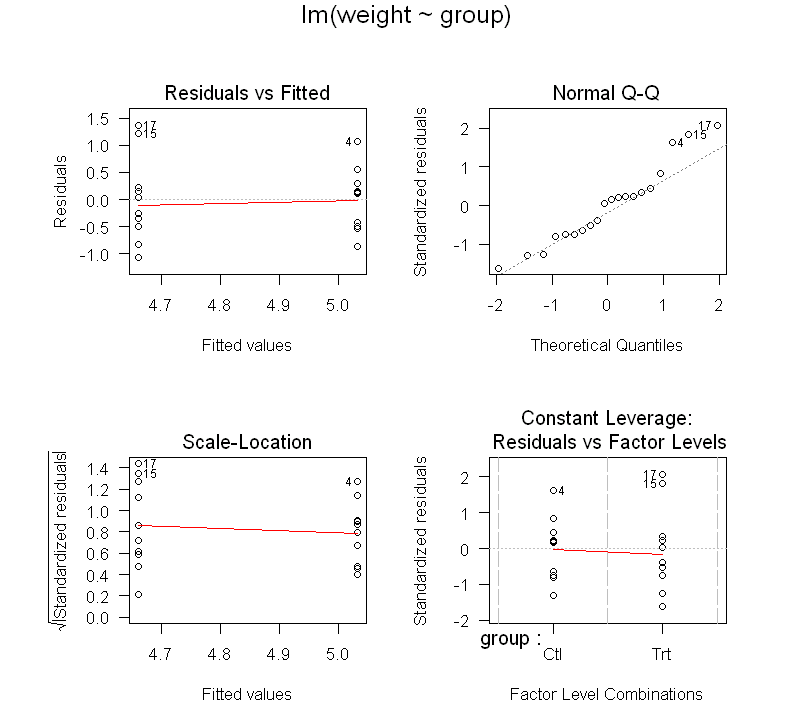 lm(weight ~ group)
Residuals vs Fitted
Residuals
1.5
1.0
0.5
0.0
-0.5
-1.0
17
15
4
4.7 4.8 4.9 5.0
Fitted values
Normal Q-Q
Standardized residuals
2
1
0
-1
17
15
4
-2 -1 0 1 2
Theoretical Quantiles
Scale-Location
√|Standardized residuals|
1.4
1.2
1.0
0.8
0.6
0.4
0.2
0.0
17
15
4
4.7 4.8 4.9 5.0
Fitted values
Constant Leverage:
Residuals vs Factor Levels
Standardized residuals
2
1
0
-1
-2
4
17
15
group :
Ctl Trt
Factor Level Combinations